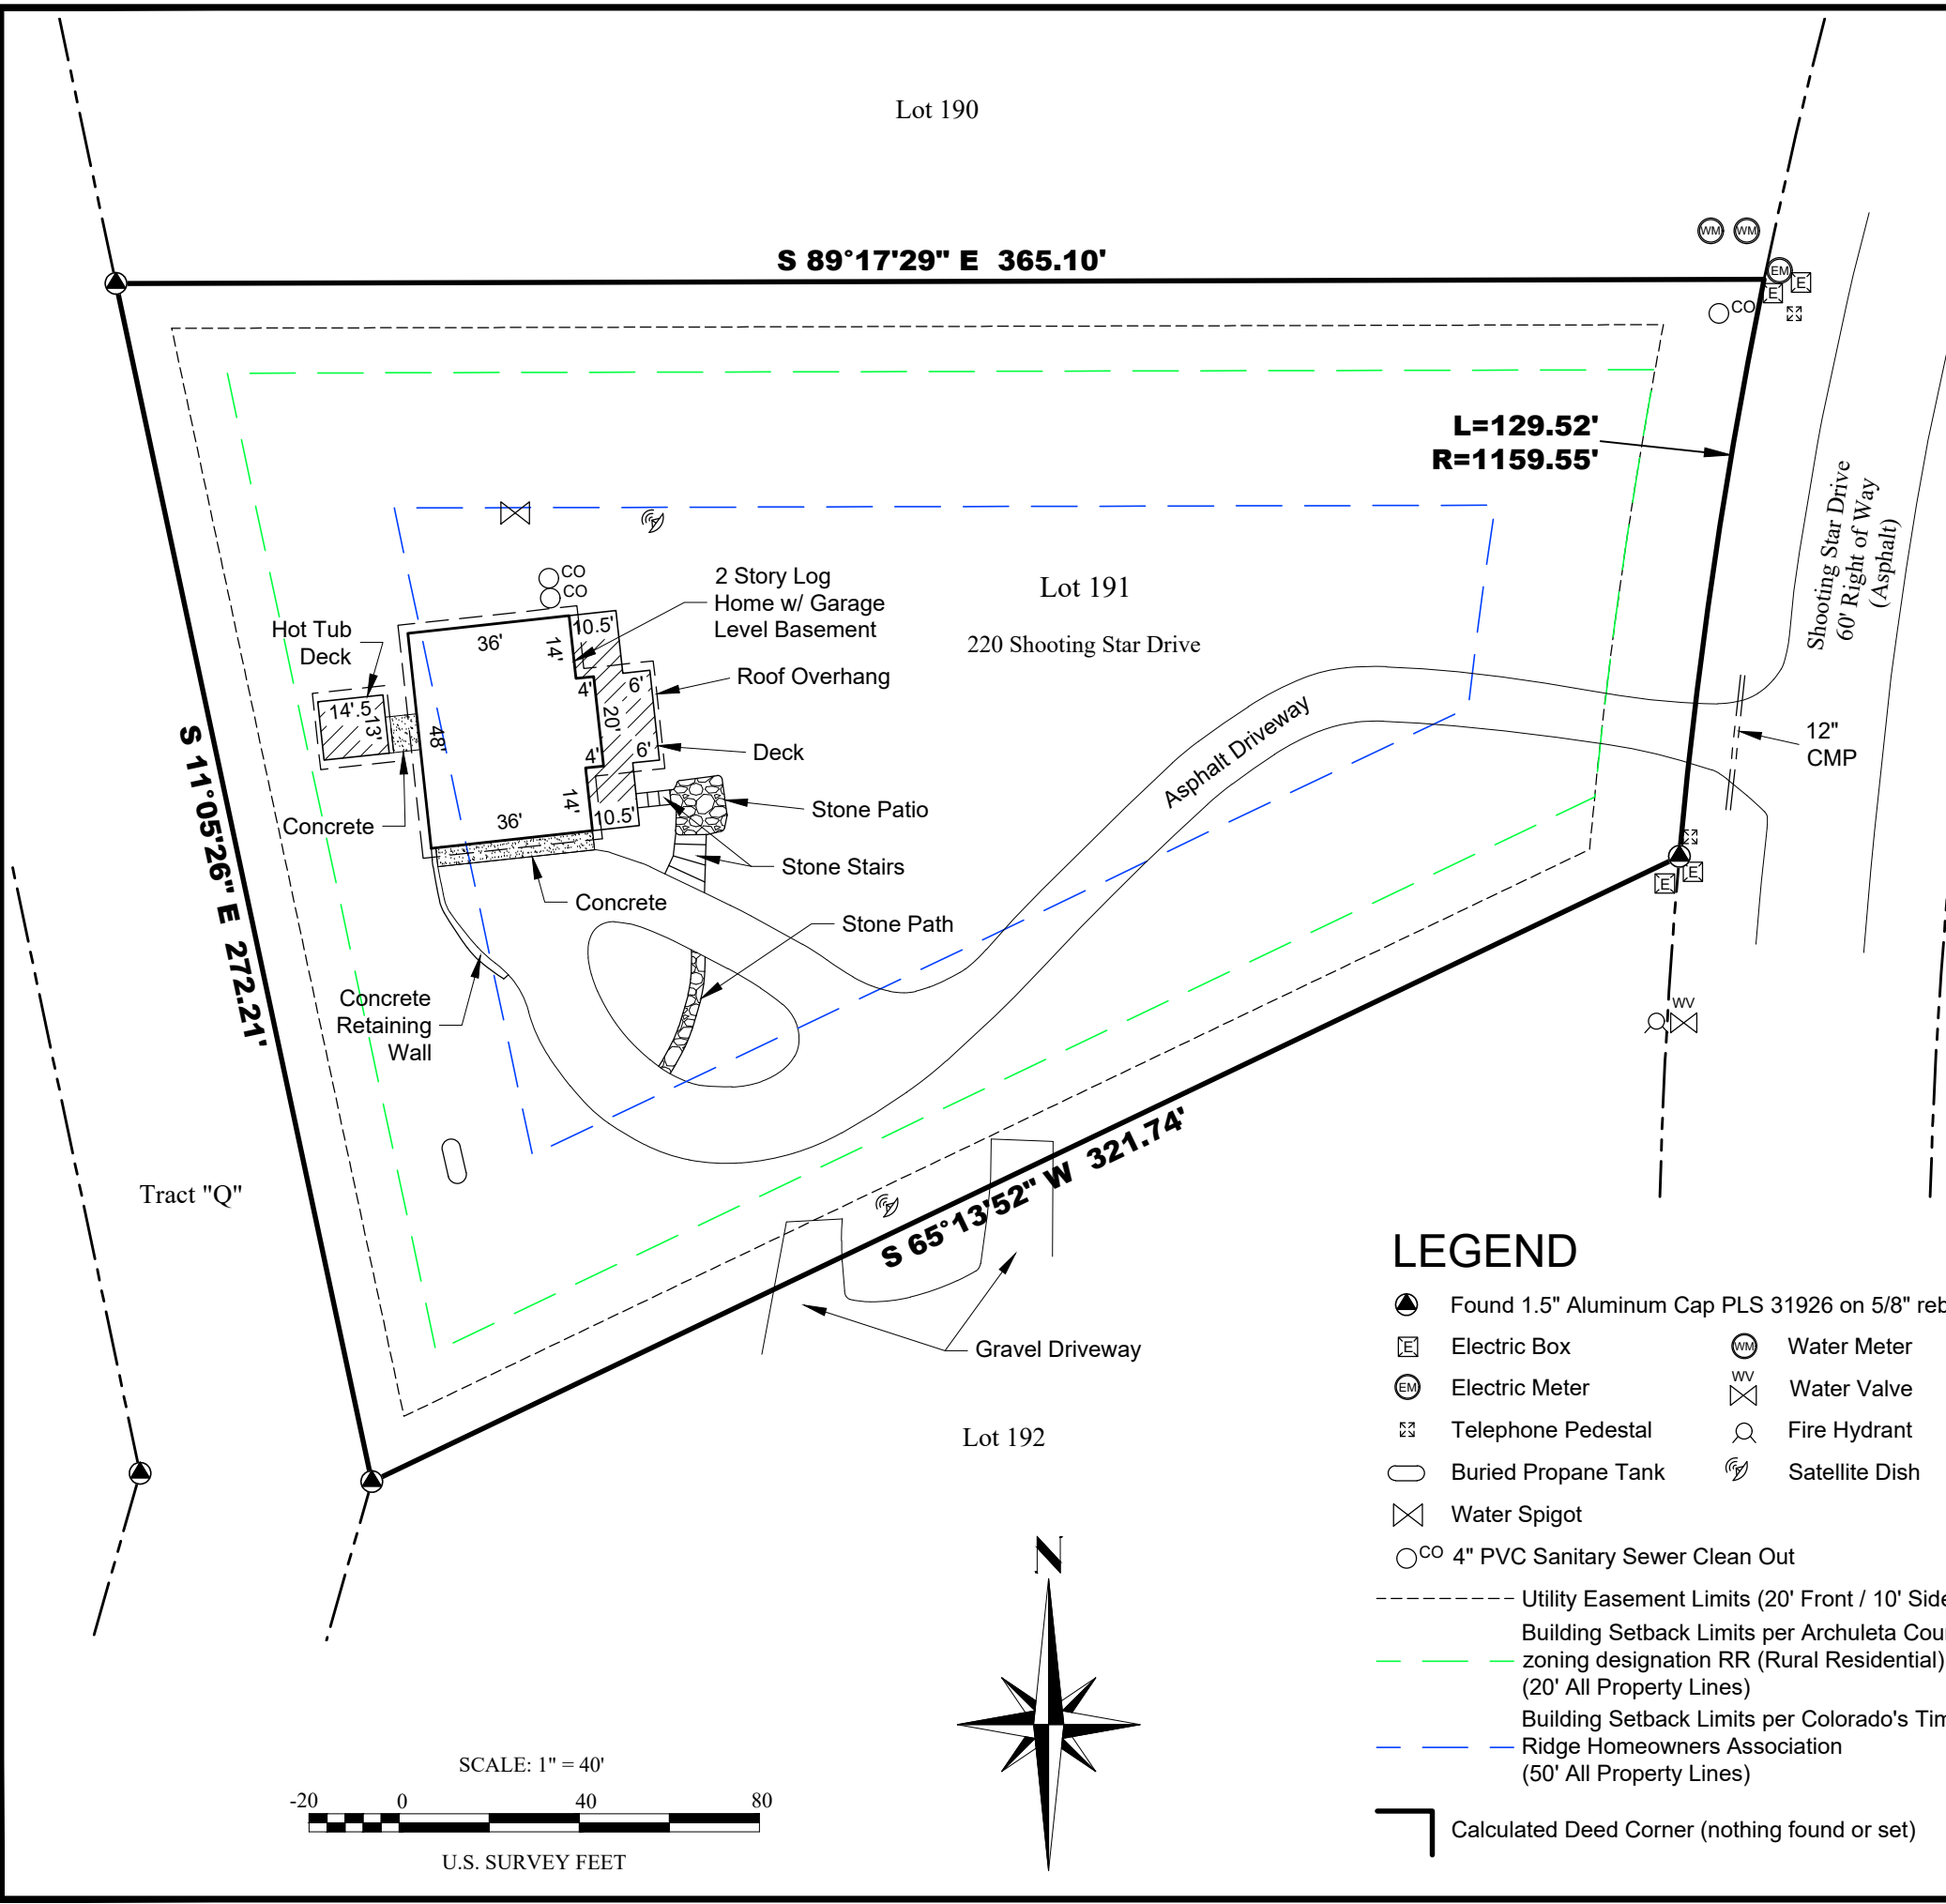 Lot 190
S 89°17'29" E 365.10'
WM WM
EM
E
E
CO
L=129.52'
R=1159.55'
Shooting Star Drive
60' Right of Way
(Asphalt)
CO
CO
2 Story Log
Home w/ Garage
Level Basement
Lot 191
220 Shooting Star Drive
Hot Tub
Deck
36'
14'
10.5'
Roof Overhang
4'
6'
14'.5
13'
48'
20'
4'
6'
Deck
12"
CMP
Asphalt Driveway
S 11°05'26" E 272.21'
14'
36'
10.5'
Stone Patio
Concrete
Stone Stairs
E
E
Concrete
Stone Path
Concrete
Retaining
Wall
WV
S 65°13'52" W 321.74'
Tract "Q"
Gravel Driveway
Lot 192
LEGEND
Found 1.5" Aluminum Cap PLS 31926 on 5/8" reb
E Electric Box
WM Water Meter
EM Electric Meter
WV Water Valve
Telephone Pedestal
Fire Hydrant
Buried Propane Tank
Satellite Dish
Water Spigot
CO 4" PVC Sanitary Sewer Clean Out
Utility Easement Limits (20' Front / 10' Side
Building Setback Limits per Archuleta Cou
zoning designation RR (Rural Residential)
(20' All Property Lines)
Building Setback Limits per Colorado's Tim
Ridge Homeowners Association
(50' All Property Lines)
Calculated Deed Corner (nothing found or set)
N
SCALE: 1" = 40'
-20 0 40 80
U.S. SURVEY FEET